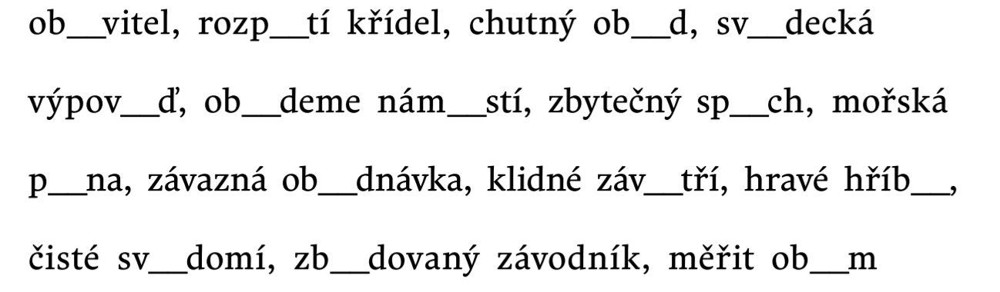 ob__vitel, rozp__tí křídel, chutný ob__d, sv__decká
výpov__ď, ob__deme nám__stí, zbytečný sp__ch, mořská
p__na, závazná ob__dnávka, klidné záv__tří, hravé hříb__,
čisté sv__domí, zb__dovaný závodník, měřit ob__m